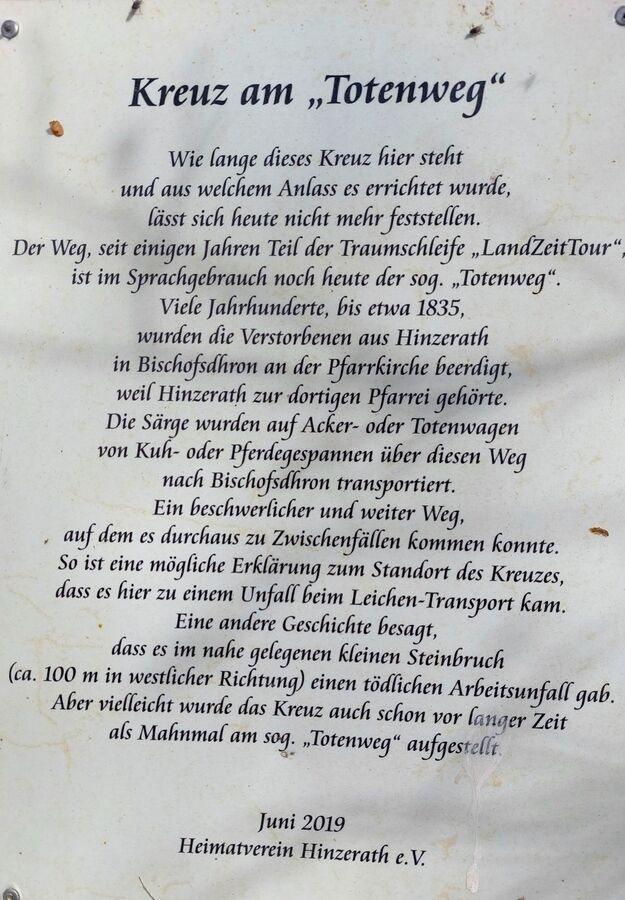 Kreuz am „Totenweg“
Wie lange dieses Kreuz hier steht
und aus welchem Anlass es errichtet wurde,
lässt sich heute nicht mehr feststellen.
Der Weg, seit einigen Jahren Teil der Traumschleife „LandZeitTour“,
ist im Sprachgebrauch noch heute der sog. „Totenweg“.
Viele Jahrhunderte, bis etwa 1835,
wurden die Verstorbenen aus Hinzerath
in Bischofsdhron an der Pfarrkirche beerdigt,
weil Hinzerath zur dortigen Pfarrei gehörte.
Die Särge wurden auf Acker- oder Totenwagen
von Kuh- oder Pferdegespannen über diesen Weg
nach Bischofsdhron transportiert.
Ein beschwerlicher und weiter Weg,
auf dem es durchaus zu Zwischenfällen kommen konnte.
So ist eine mögliche Erklärung zum Standort des Kreuzes,
dass es hier zu einem Unfall beim Leichen-Transport kam.
Eine andere Geschichte besagt,
dass es im nahe gelegenen kleinen Steinbruch
(ca. 100 m in westlicher Richtung) einen tödlichen Arbeitsunfall gab.
Aber vielleicht wurde das Kreuz auch schon vor langer Zeit
als Mahnmal am sog. „Totenweg“ aufgestellt.
Juni 2019
Heimatverein Hinzerath e.V.